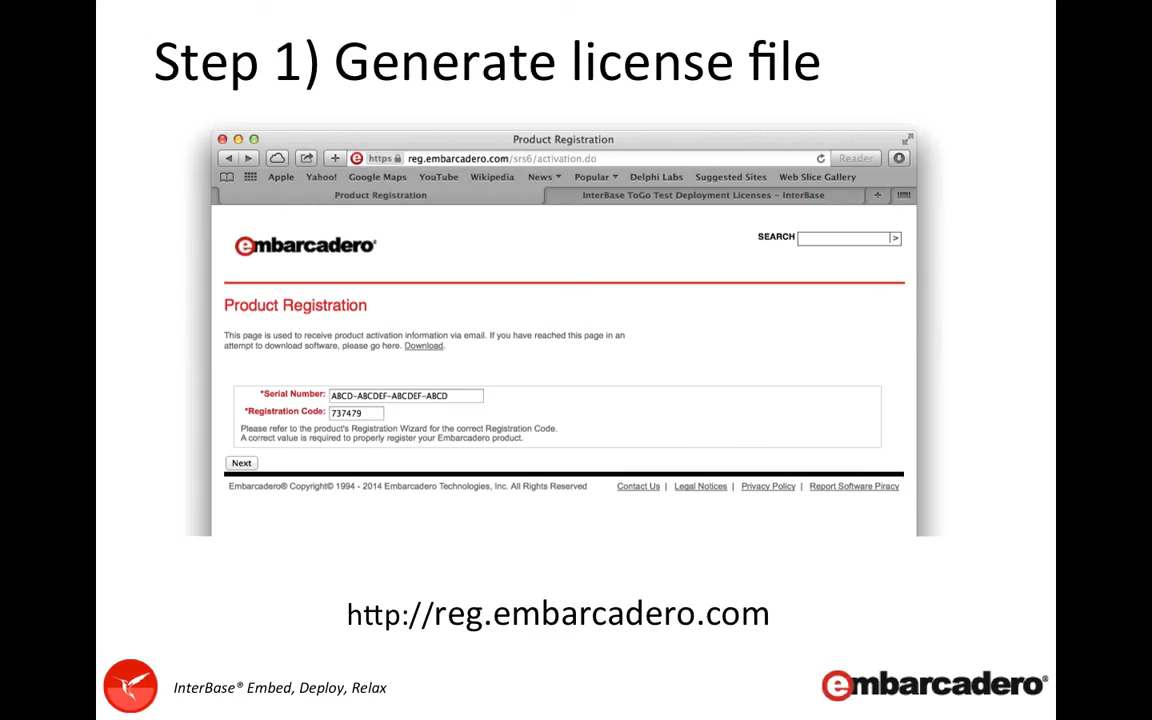 Step 1) Generate license file
Product Registration
https reg.embarcadero.com/srs6/activation.do Reader
Apple Yahoo! Google Maps YouTube Wikipedia News Popular Delphi Labs Suggested Sites Web Slice Gallery
Product Registration InterBase ToGo Test Deployment Licenses – InterBase
embarcadero®
SEARCH >
Product Registration
This page is used to receive product activation information via email. If you have reached this page in an
attempt to download software, please go here. Download.
*Serial Number: ABCD-ABCDEF-ABCDEF-ABCD
*Registration Code: 737479
Please refer to the product's Registration Wizard for the correct Registration Code.
A correct value is required to properly register your Embarcadero product.
Next
Embarcadero® Copyright© 1994 - 2014 Embarcadero Technologies, Inc. All Rights Reserved Contact Us | Legal Notices | Privacy Policy | Report Software Piracy
http://reg.embarcadero.com
InterBase® Embed, Deploy, Relax
embarcadero®